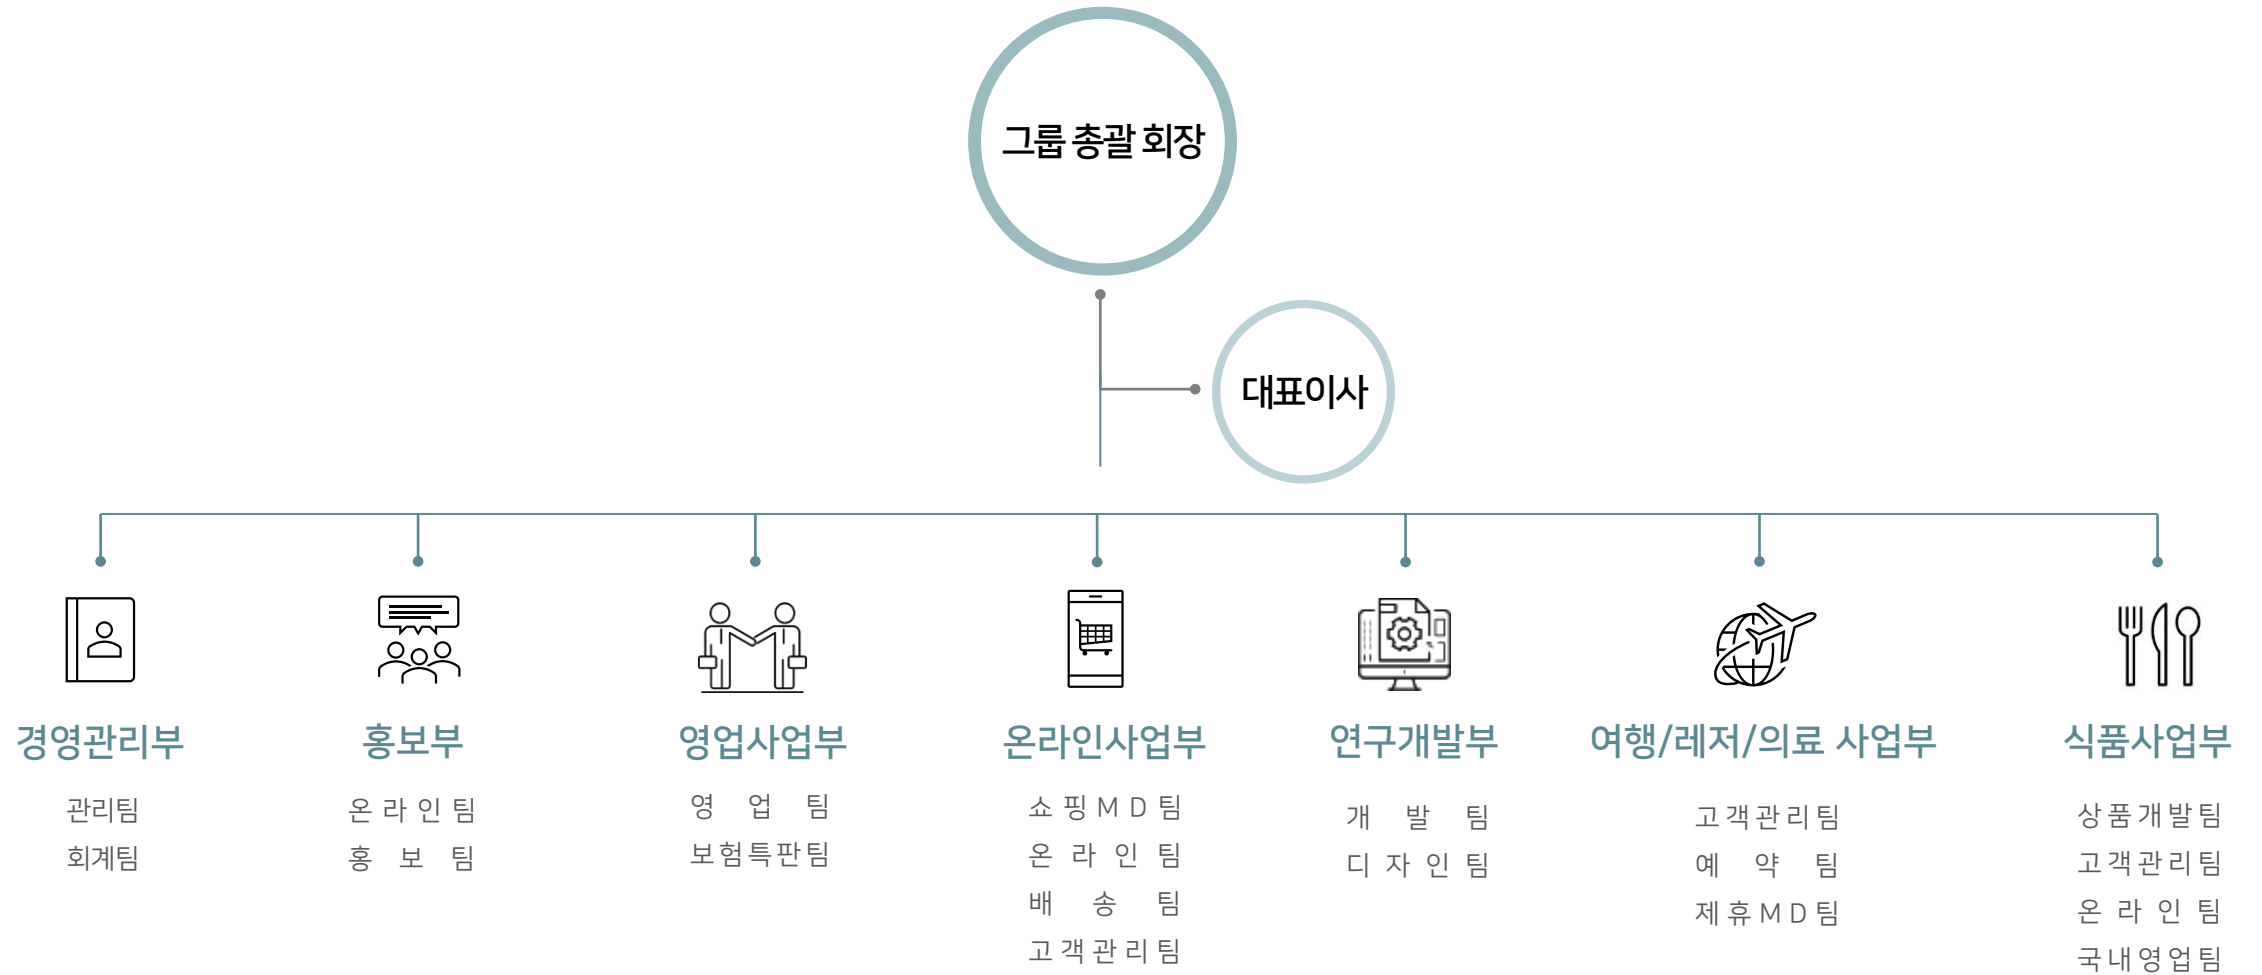 그룹 총괄 회장
대표이사
경영관리부
관리팀
회계팀
홍보부
온라인팀
홍보팀
영업사업부
영업팀
보험특판팀
온라인사업부
쇼핑MD팀
온라인팀
배송팀
고객관리팀
연구개발부
개발팀
디자인팀
여행/레저/의료 사업부
고객관리팀
예약팀
제휴MD팀
식품사업부
상품개발팀
고객관리팀
온라인팀
국내영업팀